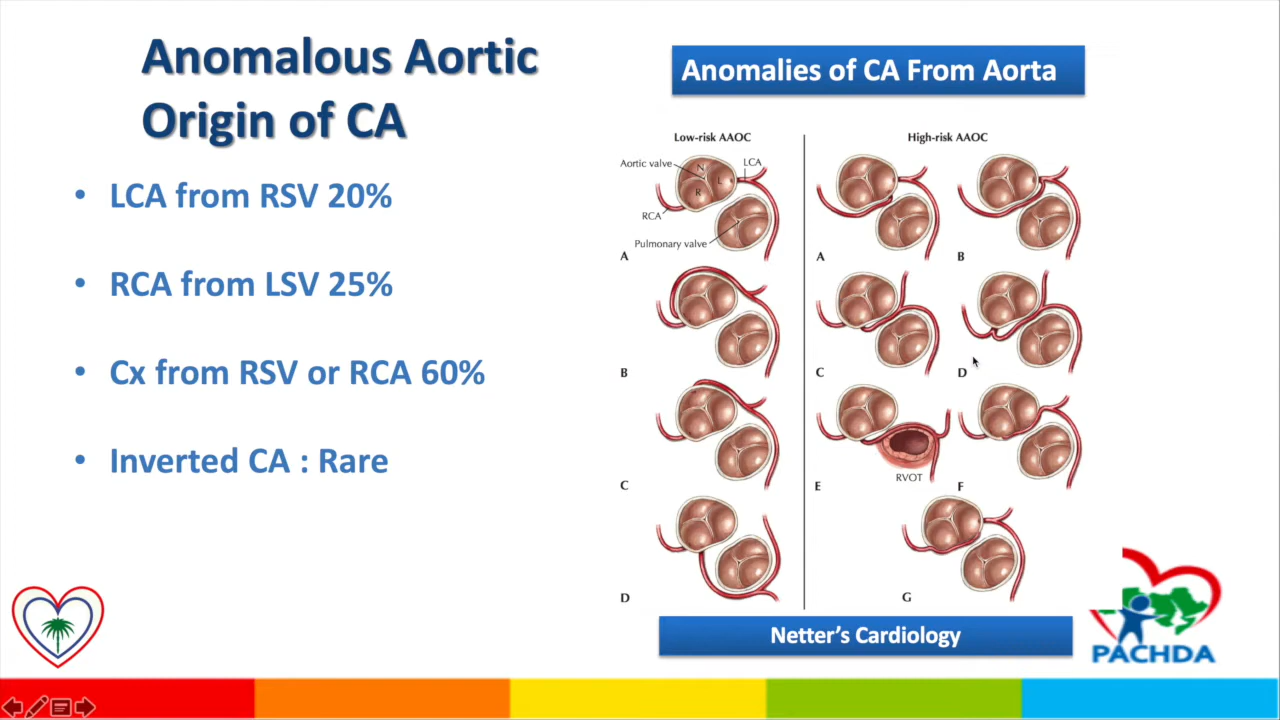 Anomalous Aortic
Origin of CA
• LCA from RSV 20%
• RCA from LSV 25%
• Cx from RSV or RCA 60%
• Inverted CA : Rare
Anomalies of CA From Aorta
Low-risk AAOC
Aortic valve
LCA
N
L
R
RCA
Pulmonary valve
A
B
C
D
High-risk AAOC
A
B
C
D
E
RVOT
F
G
Netter's Cardiology
PACHDA